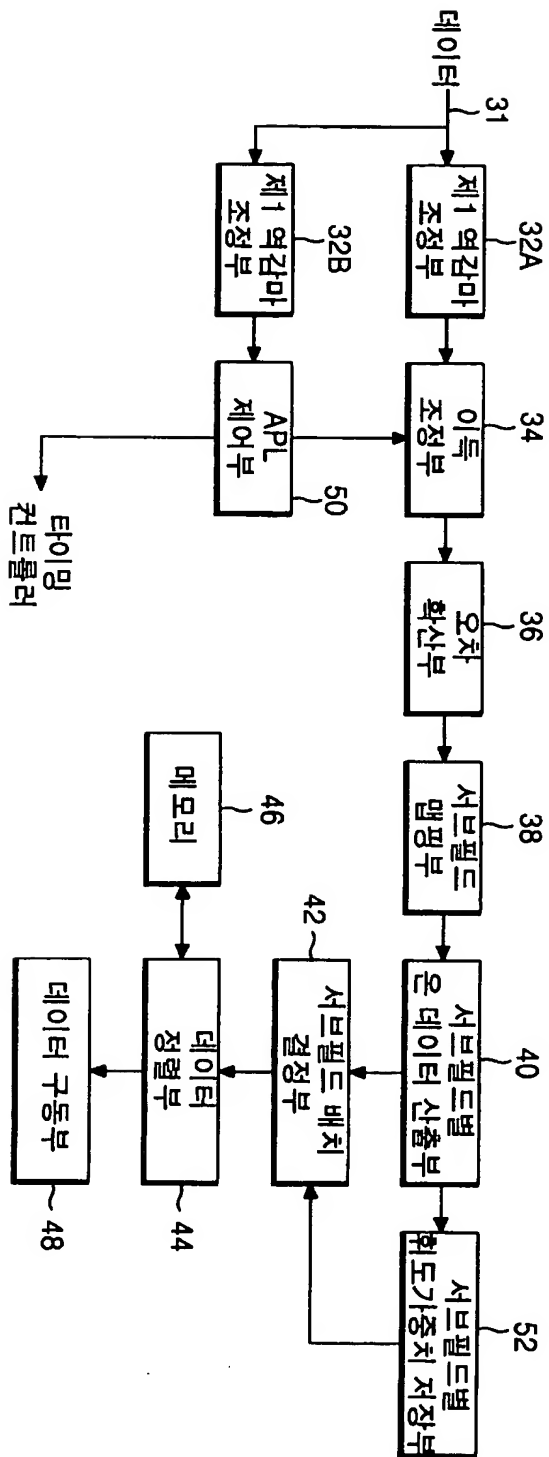 데이터
31
제1 역감마
조정부
32A
제1 역감마
조정부
32B
이득
조정부
34
APL
제어부
50
타이밍
컨트롤러
오차
확산부
36
서브필드
맵핑부
38
서브필드별
온 데이터 산출부
40
서브필드별
휘도가중치 저장부
52
서브필드 배치
결정부
42
데이터
정렬부
44
메모리
46
데이터 구동부
48